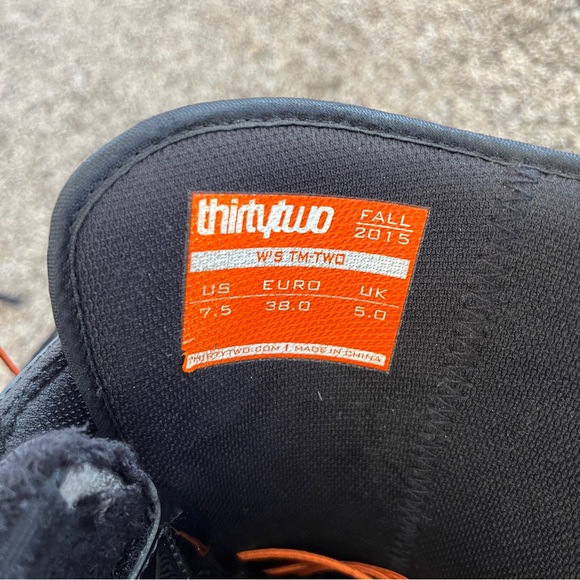 thirtytwo
FALL
2015
W'S TM-TWO
US EURO UK
7.5 38.0 5.0
THIRTYTWO.COM | MADE IN CHINA